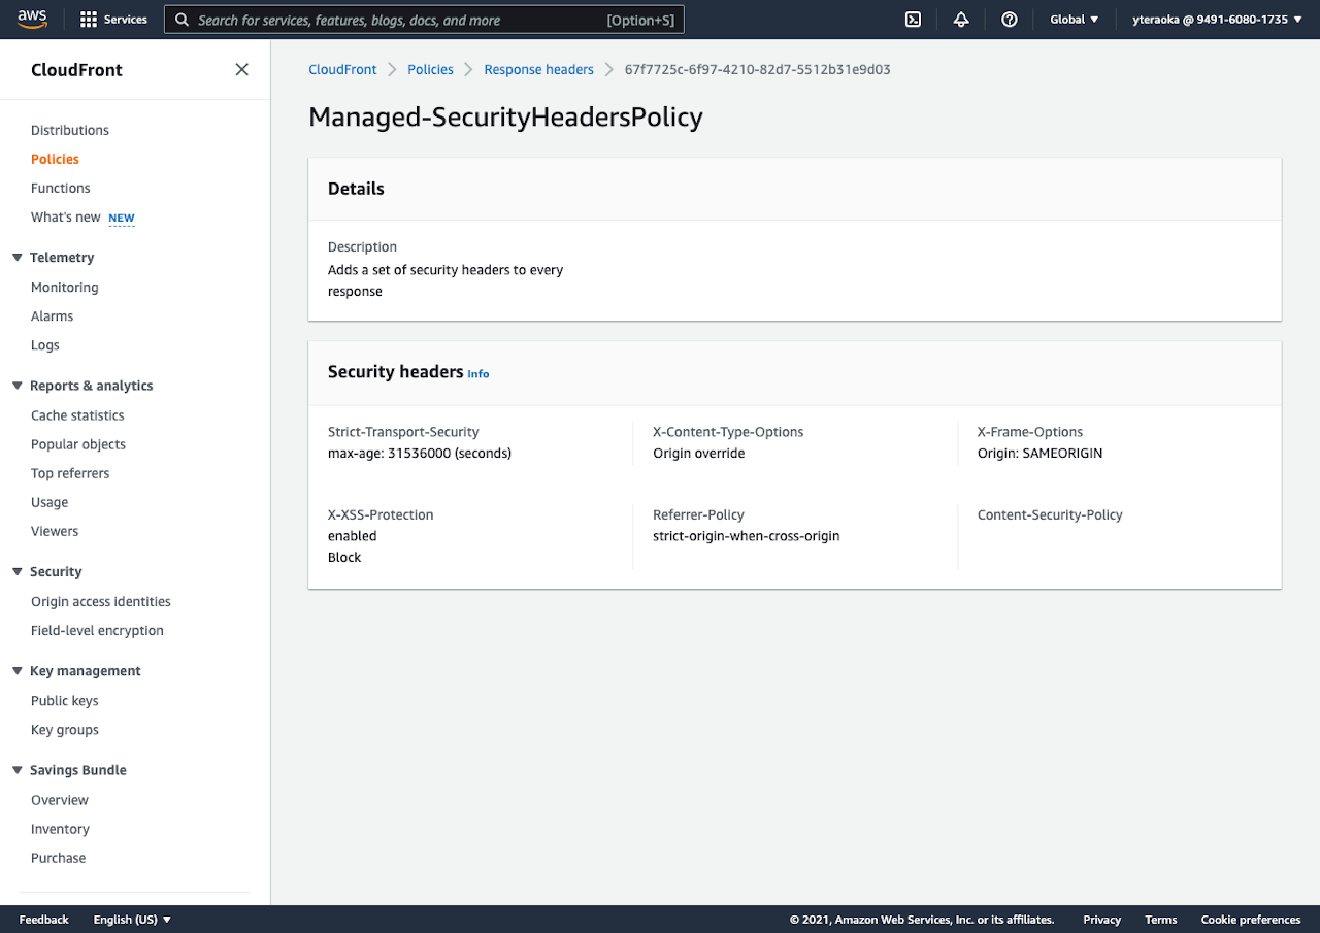 aws
Services
Search for services, features, blogs, docs, and more
[Option+S]
Global
yteraoka @ 9491-6080-1735
CloudFront
Distributions
Policies
Functions
What's new NEW
Telemetry
Monitoring
Alarms
Logs
Reports & analytics
Cache statistics
Popular objects
Top referrers
Usage
Viewers
Security
Origin access identities
Field-level encryption
Key management
Public keys
Key groups
Savings Bundle
Overview
Inventory
Purchase
CloudFront
Policies
Response headers
67f7725c-6f97-4210-82d7-5512b31e9d03
Managed-SecurityHeadersPolicy
Details
Description
Adds a set of security headers to every
response
Security headers Info
Strict-Transport-Security
max-age: 31536000 (seconds)
X-Content-Type-Options
Origin override
X-Frame-Options
Origin: SAMEORIGIN
X-XSS-Protection
enabled
Block
Referrer-Policy
strict-origin-when-cross-origin
Content-Security-Policy
Feedback
English (US)
© 2021, Amazon Web Services, Inc. or its affiliates.
Privacy
Terms
Cookie preferences